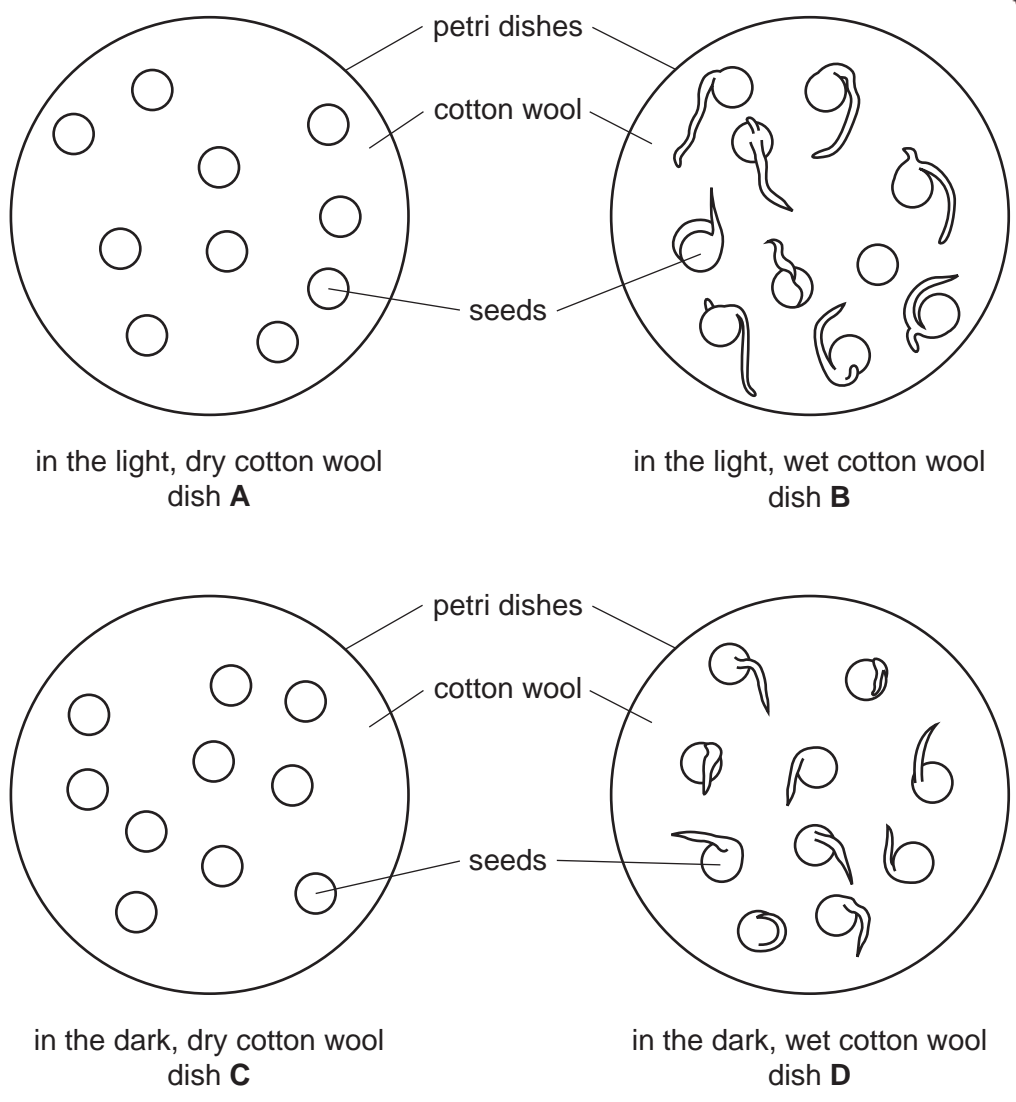 petri dishes
cotton wool
seeds
in the light, dry cotton wool
dish A
in the light, wet cotton wool
dish B
petri dishes
cotton wool
seeds
in the dark, dry cotton wool
dish C
in the dark, wet cotton wool
dish D